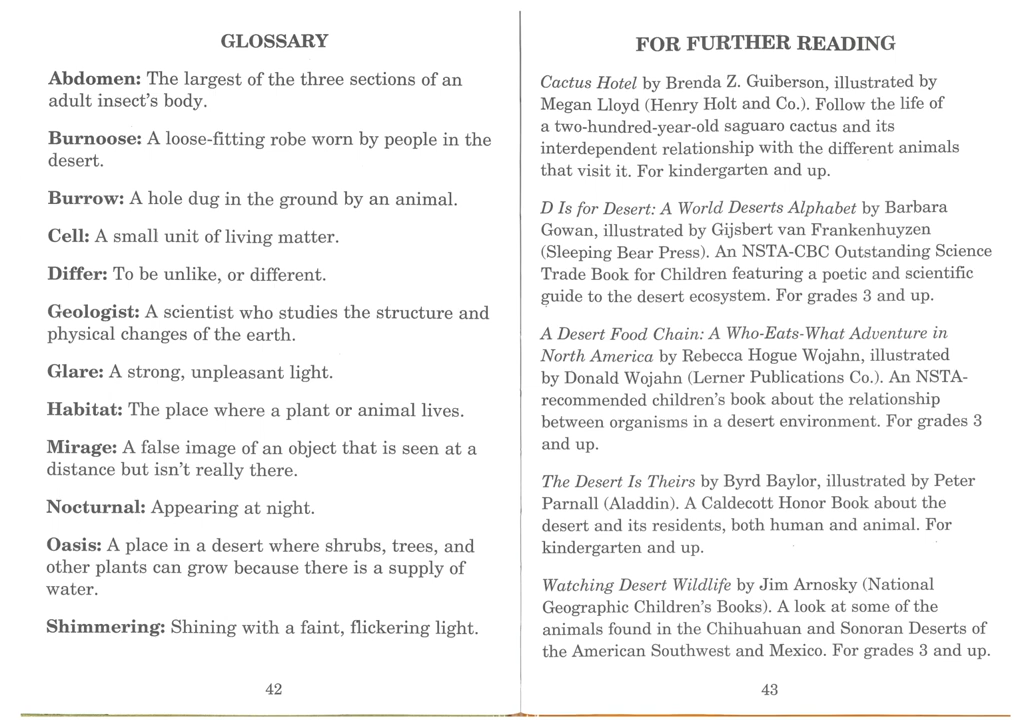 GLOSSARY
Abdomen: The largest of the three sections of an
adult insect's body.
Burnoose: A loose-fitting robe worn by people in the
desert.
Burrow: A hole dug in the ground by an animal.
Cell: A small unit of living matter.
Differ: To be unlike, or different.
Geologist: A scientist who studies the structure and
physical changes of the earth.
Glare: A strong, unpleasant light.
Habitat: The place where a plant or animal lives.
Mirage: A false image of an object that is seen at a
distance but isn't really there.
Nocturnal: Appearing at night.
Oasis: A place in a desert where shrubs, trees, and
other plants can grow because there is a supply of
water.
Shimmering: Shining with a faint, flickering light.
42
FOR FURTHER READING
Cactus Hotel by Brenda Z. Guiberson, illustrated by
Megan Lloyd (Henry Holt and Co.). Follow the life of
a two-hundred-year-old saguaro cactus and its
interdependent relationship with the different animals
that visit it. For kindergarten and up.
D Is for Desert: A World Deserts Alphabet by Barbara
Gowan, illustrated by Gijsbert van Frankenhuyzen
(Sleeping Bear Press). An NSTA-CBC Outstanding Science
Trade Book for Children featuring a poetic and scientific
guide to the desert ecosystem. For grades 3 and up.
A Desert Food Chain: A Who-Eats-What Adventure in
North America by Rebecca Hogue Wojahn, illustrated
by Donald Wojahn (Lerner Publications Co.). An NSTA-
recommended children's book about the relationship
between organisms in a desert environment. For grades 3
and up.
The Desert Is Theirs by Byrd Baylor, illustrated by Peter
Parnall (Aladdin). A Caldecott Honor Book about the
desert and its residents, both human and animal. For
kindergarten and up.
Watching Desert Wildlife by Jim Arnosky (National
Geographic Children's Books). A look at some of the
animals found in the Chihuahuan and Sonoran Deserts of
the American Southwest and Mexico. For grades 3 and up.
43